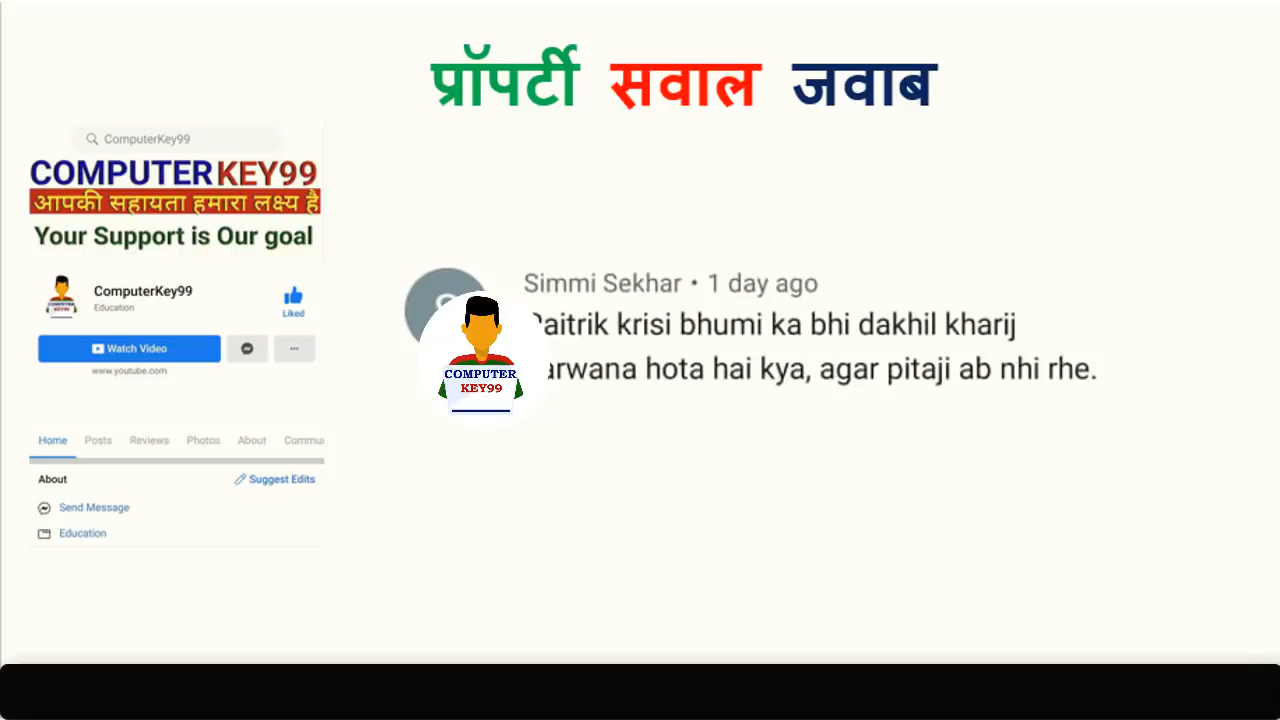 प्रॉपर्टी सवाल जवाब
ComputerKey99
COMPUTER KEY99
आपकी सहायता हमारा लक्ष्य है
Your Support is Our goal
ComputerKey99
Education
Liked
Watch Video
www.youtube.com
Home Posts Reviews Photos About
About
Suggest Edits
Send Message
Education
Simmi Sekhar • 1 day ago
krisi bhumi ka bhi dakhil kharij
hota hai kya, agar pitaji ab nhi rhe.
COMPUTER
KEY99